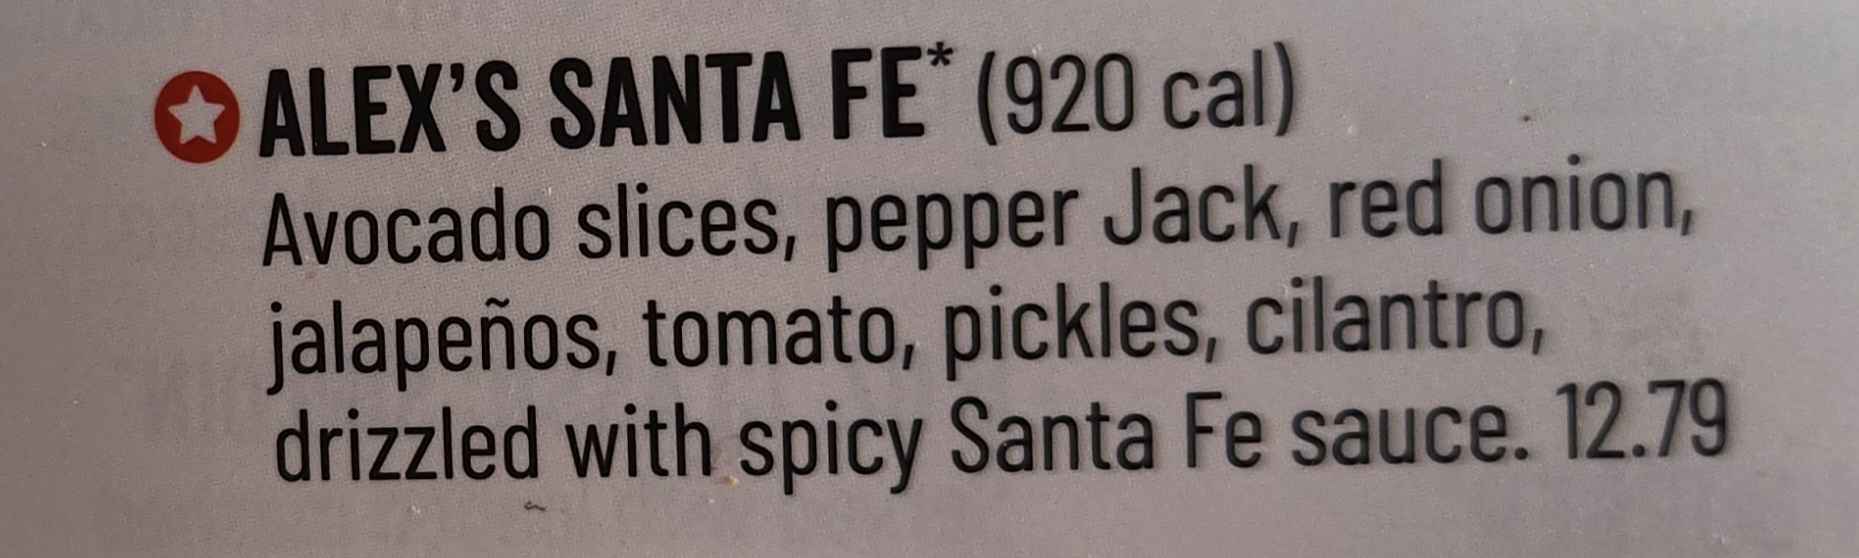 ALEX'S SANTA FE* (920 cal)
Avocado slices, pepper Jack, red onion,
jalapeños, tomato, pickles, cilantro,
drizzled with spicy Santa Fe sauce. 12.79